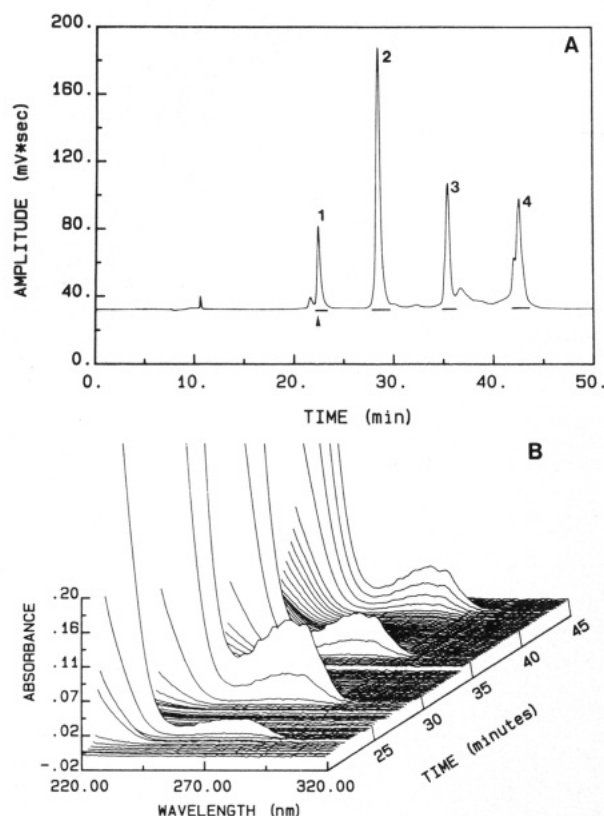 A
AMPLITUDE (mV*sec)
200.
160.
120.
80.
40.
0.
1
2
3
4
0. 10. 20. 30. 40. 50.
TIME (min)
B
ABSORBANCE
.20
.16
.11
.07
.02
-.02
220.00 270.00 320.00
WAVELENGTH (nm)
25 30 35 40 45
TIME (minutes)